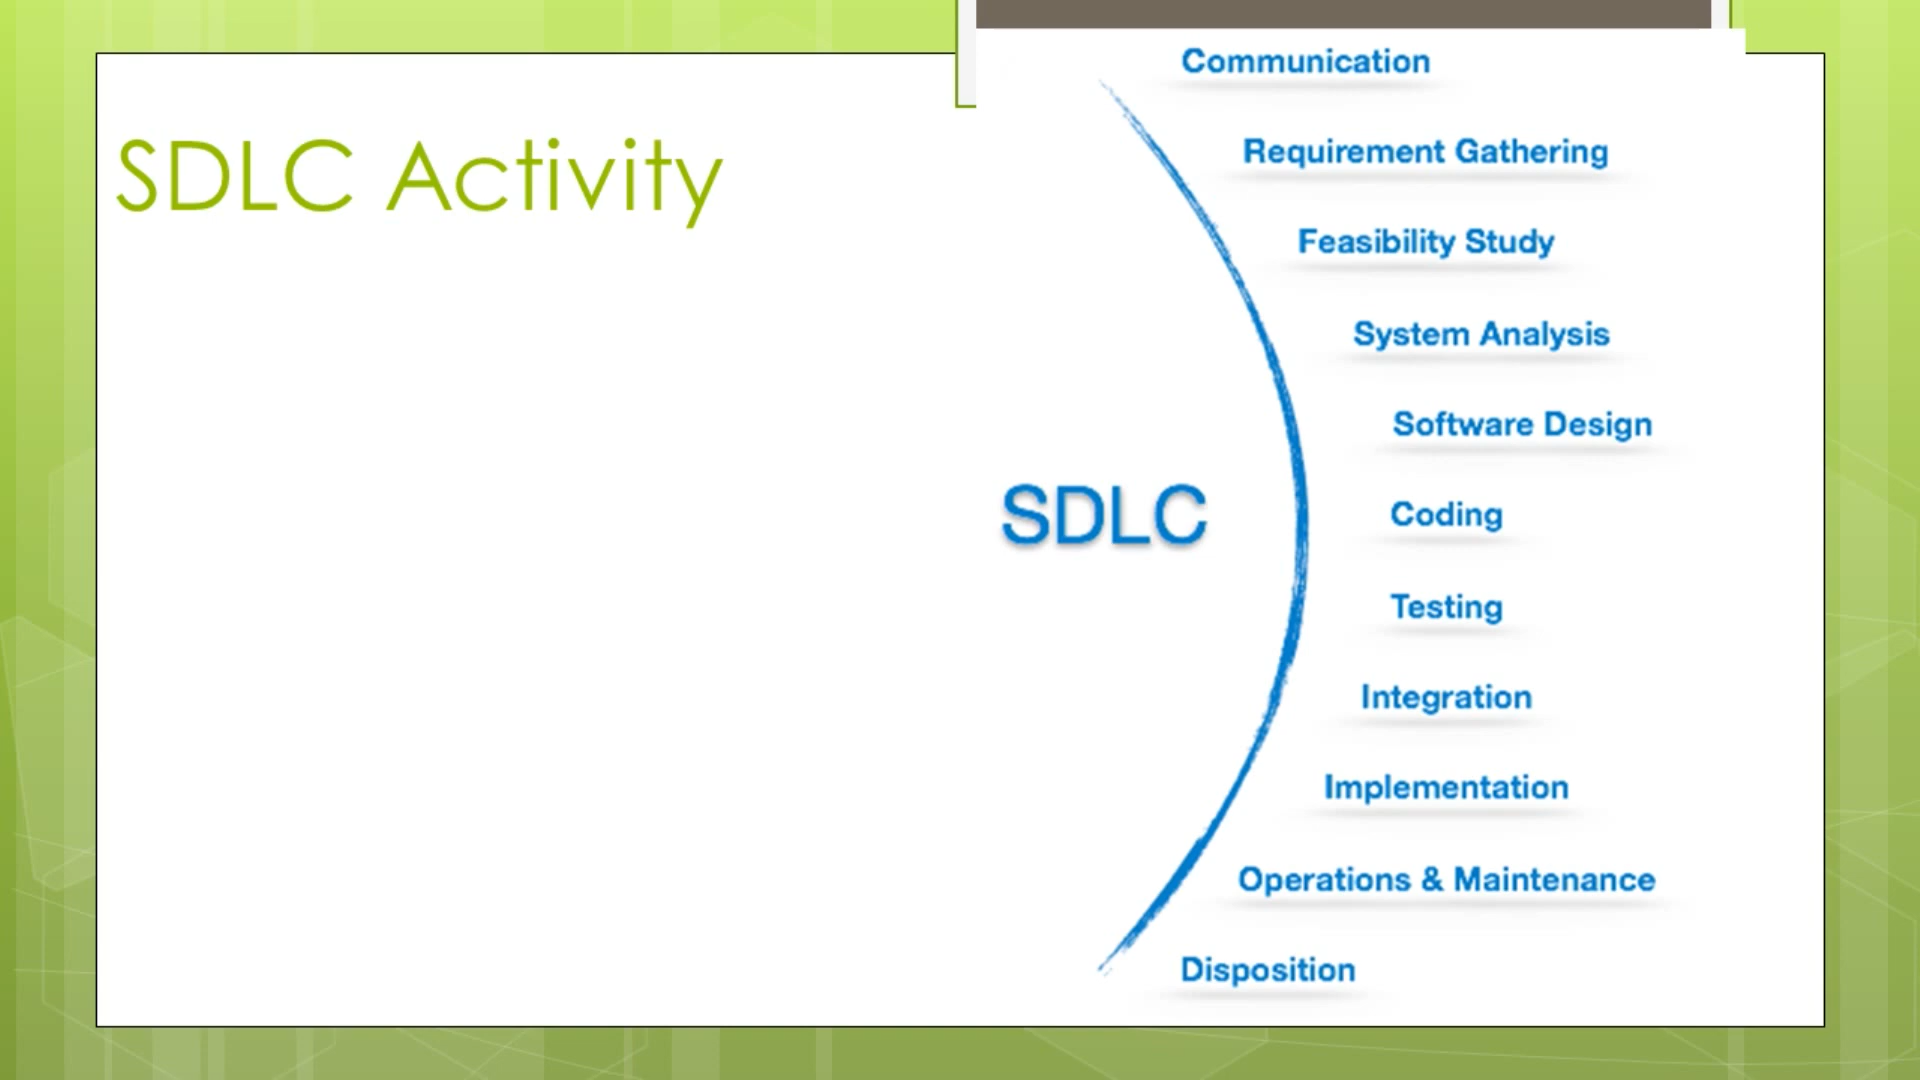 SDLC Activity
Communication
Requirement Gathering
Feasibility Study
System Analysis
Software Design
SDLC
Coding
Testing
Integration
Implementation
Operations & Maintenance
Disposition